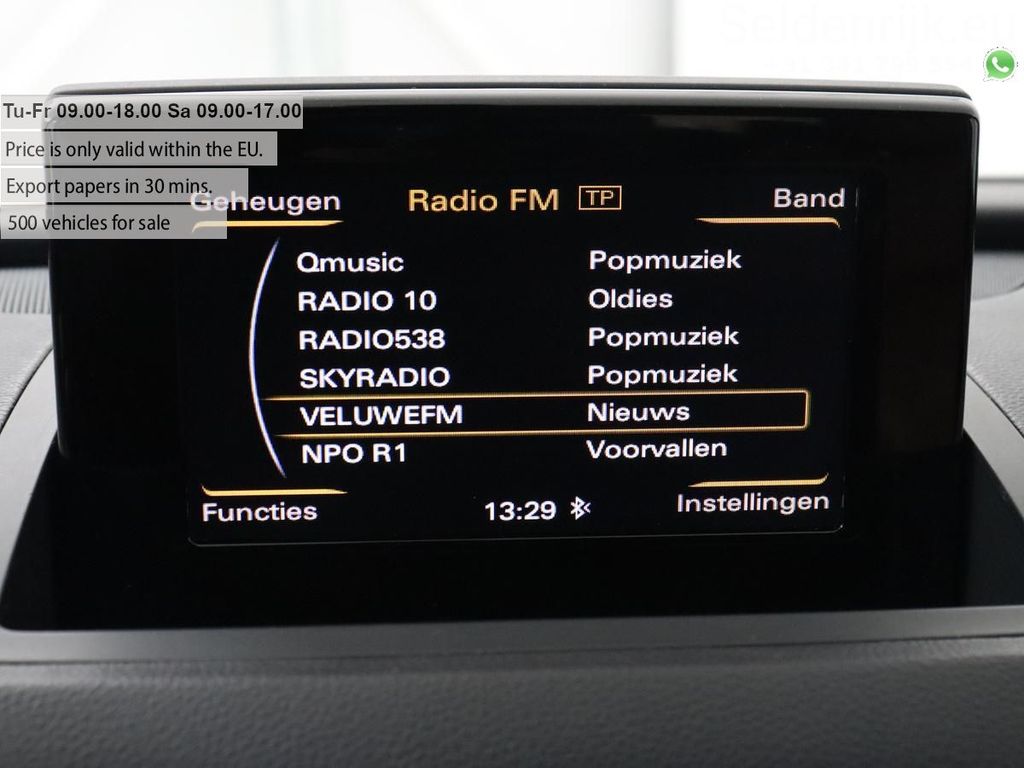 Seldenrijk.eu
Tu-Fr 09.00-18.00 Sa 09.00-17.00
Price is only valid within the EU.
Export papers in 30 mins.
500 vehicles for sale
Geheugen Radio FM TP Band
Qmusic Popmuziek
RADIO 10 Oldies
RADIO538 Popmuziek
SKYRADIO Popmuziek
VELUWEFM Nieuws
NPO R1 Voorvallen
Functies 13:29 Instellingen